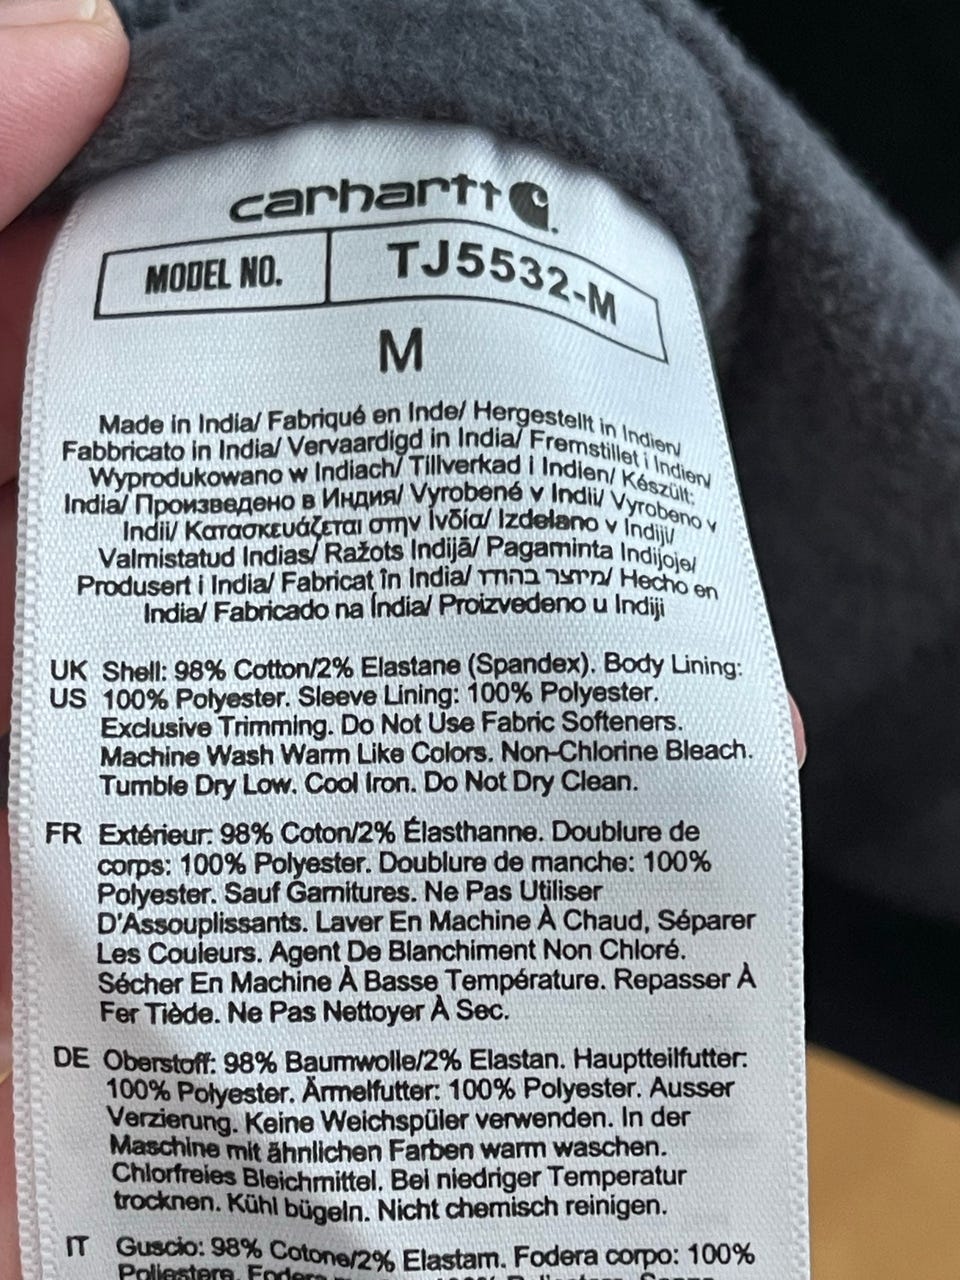 carhartt
MODEL NO. TJ5532-M
M
Made in India/ Fabriqué en Inde/ Hergestellt in Indien/
Fabbricato in India/ Vervaardigd in India/ Fremstillet i Indien/
Wyprodukowano w Indiach/ Tillverkad i Indien/ Készült:
India/ Произведено в Индия/ Vyrobené v Indii/ Vyrobeno v
Indii/ Κατασκευάζεται στην Ινδία/ Izdelano v Indiji/
Valmistatud Indias/ Ražots Indijā/ Pagaminta Indijoje/
Produsert i India/ Fabricat în India/ מיוצר בהודו/ Hecho en
India/ Fabricado na Índia/ Proizvedeno u Indiji
UK Shell: 98% Cotton/2% Elastane (Spandex). Body Lining:
US 100% Polyester. Sleeve Lining: 100% Polyester.
Exclusive Trimming. Do Not Use Fabric Softeners.
Machine Wash Warm Like Colors. Non-Chlorine Bleach.
Tumble Dry Low. Cool Iron. Do Not Dry Clean.
FR Extérieur: 98% Coton/2% Élasthanne. Doublure de
corps: 100% Polyester. Doublure de manche: 100%
Polyester. Sauf Garnitures. Ne Pas Utiliser
D'Assouplissants. Laver En Machine À Chaud, Séparer
Les Couleurs. Agent De Blanchiment Non Chloré.
Sécher En Machine À Basse Température. Repasser À
Fer Tiède. Ne Pas Nettoyer À Sec.
DE Oberstoff: 98% Baumwolle/2% Elastan. Hauptteilfutter:
100% Polyester. Ärmelfutter: 100% Polyester. Ausser
Verzierung. Keine Weichspüler verwenden. In der
Maschine mit ähnlichen Farben warm waschen.
Chlorfreies Bleichmittel. Bei niedriger Temperatur
trocknen. Kühl bügeln. Nicht chemisch reinigen.
IT Guscio: 98% Cotone/2% Elastam. Fodera corpo: 100%
Poliestere. Fodera